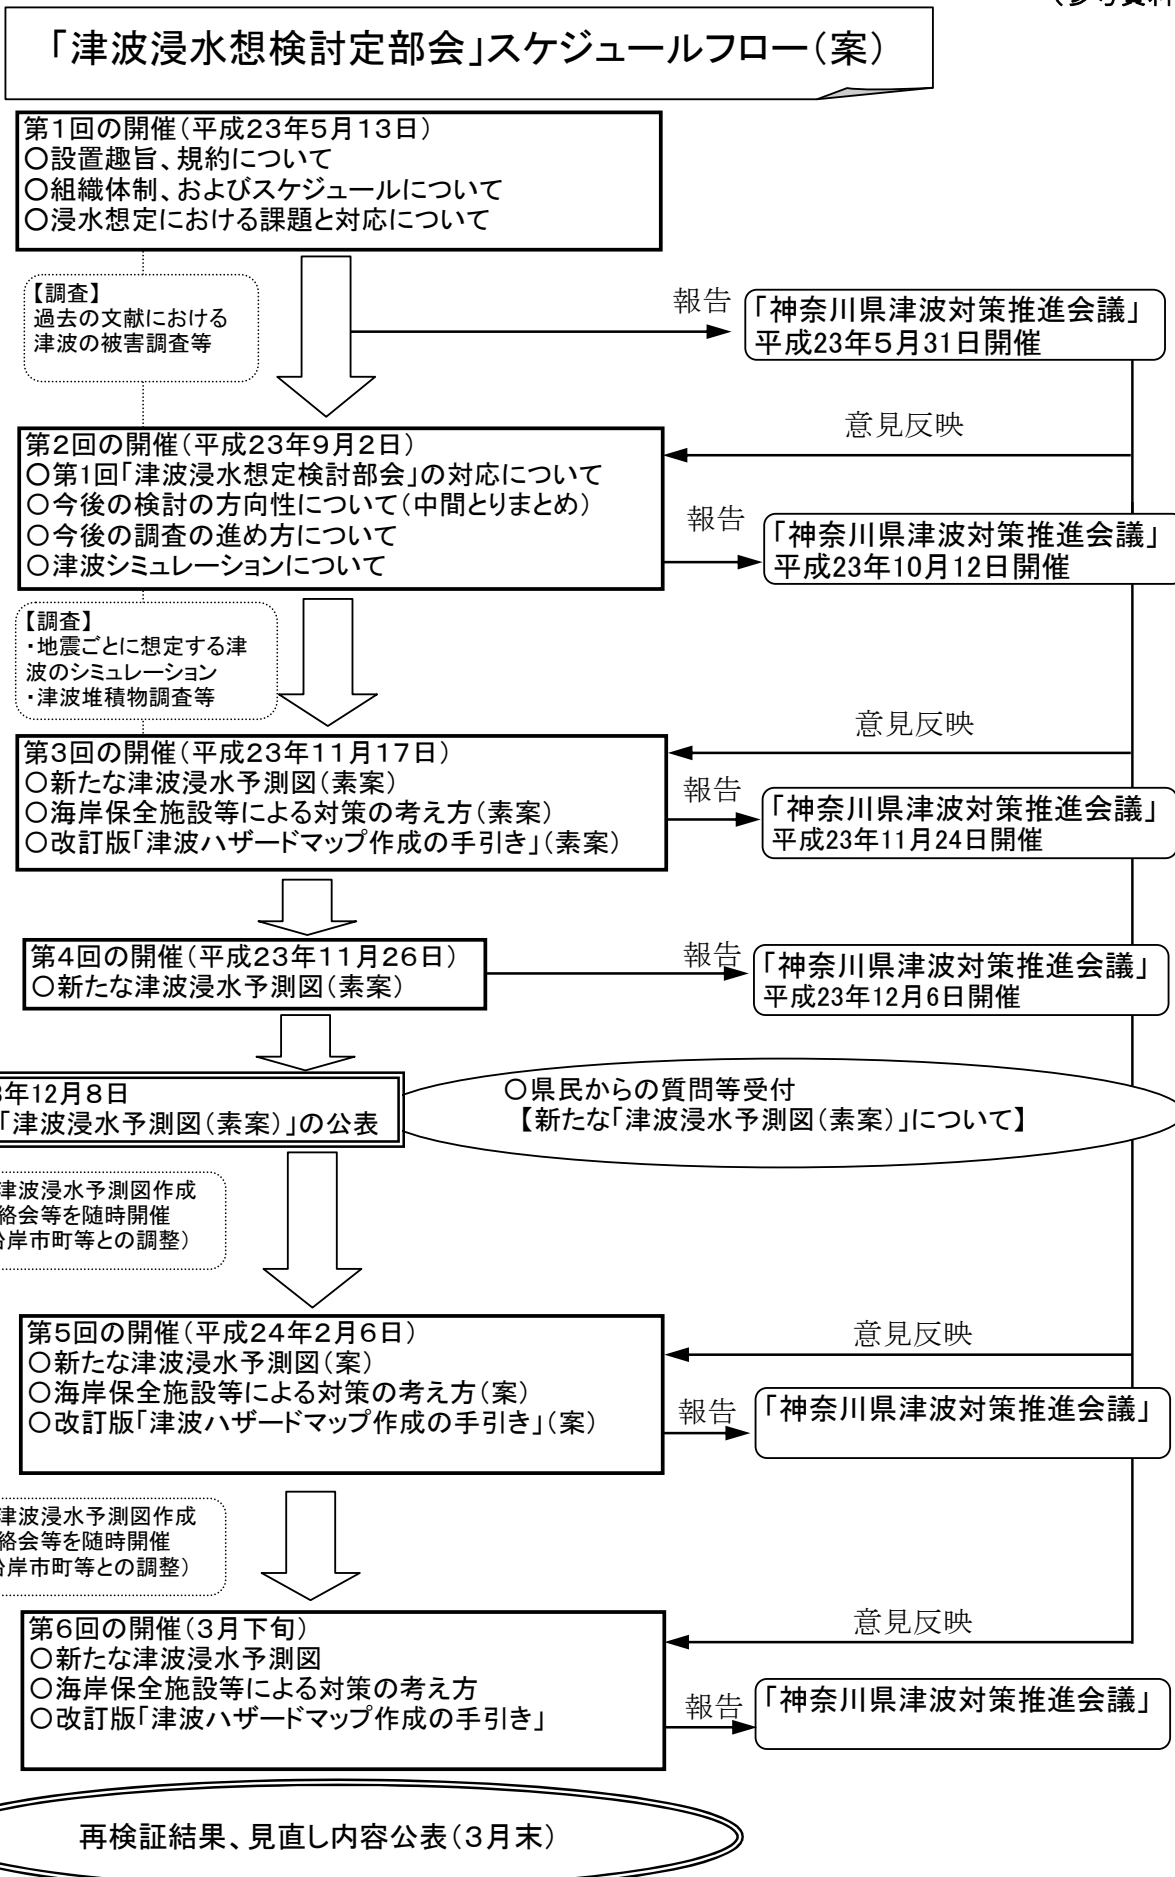 （参考資料
「津波浸水想検討定部会」スケジュールフロー（案）
第1回の開催（平成23年5月13日）
○設置趣旨、規約について
○組織体制、およびスケジュールについて
○浸水想定における課題と対応について
【調査】
過去の文献における
津波の被害調査等
報告
「神奈川県津波対策推進会議」
平成23年5月31日開催
意見反映
第2回の開催（平成23年9月2日）
○第1回「津波浸水想定検討部会」の対応について
○今後の検討の方向性について（中間とりまとめ）
○今後の調査の進め方について
○津波シミュレーションについて
報告
「神奈川県津波対策推進会議」
平成23年10月12日開催
【調査】
・地震ごとに想定する津
波のシミュレーション
・津波堆積物調査等
意見反映
第3回の開催（平成23年11月17日）
○新たな津波浸水予測図（素案）
○海岸保全施設等による対策の考え方（素案）
○改訂版「津波ハザードマップ作成の手引き」（素案）
報告
「神奈川県津波対策推進会議」
平成23年11月24日開催
第4回の開催（平成23年11月26日）
○新たな津波浸水予測図（素案）
報告
「神奈川県津波対策推進会議」
平成23年12月6日開催
年12月8日
「津波浸水予測図（素案）」の公表
○県民からの質問等受付
【新たな「津波浸水予測図（素案）」について】
津波浸水予測図作成
絡会等を随時開催
岸市町等との調整）
第5回の開催（平成24年2月6日）
○新たな津波浸水予測図（案）
○海岸保全施設等による対策の考え方（案）
○改訂版「津波ハザードマップ作成の手引き」（案）
意見反映
報告
「神奈川県津波対策推進会議」
津波浸水予測図作成
絡会等を随時開催
岸市町等との調整）
第6回の開催（3月下旬）
○新たな津波浸水予測図
○海岸保全施設等による対策の考え方
○改訂版「津波ハザードマップ作成の手引き」
意見反映
報告
「神奈川県津波対策推進会議」
再検証結果、見直し内容公表（3月末）